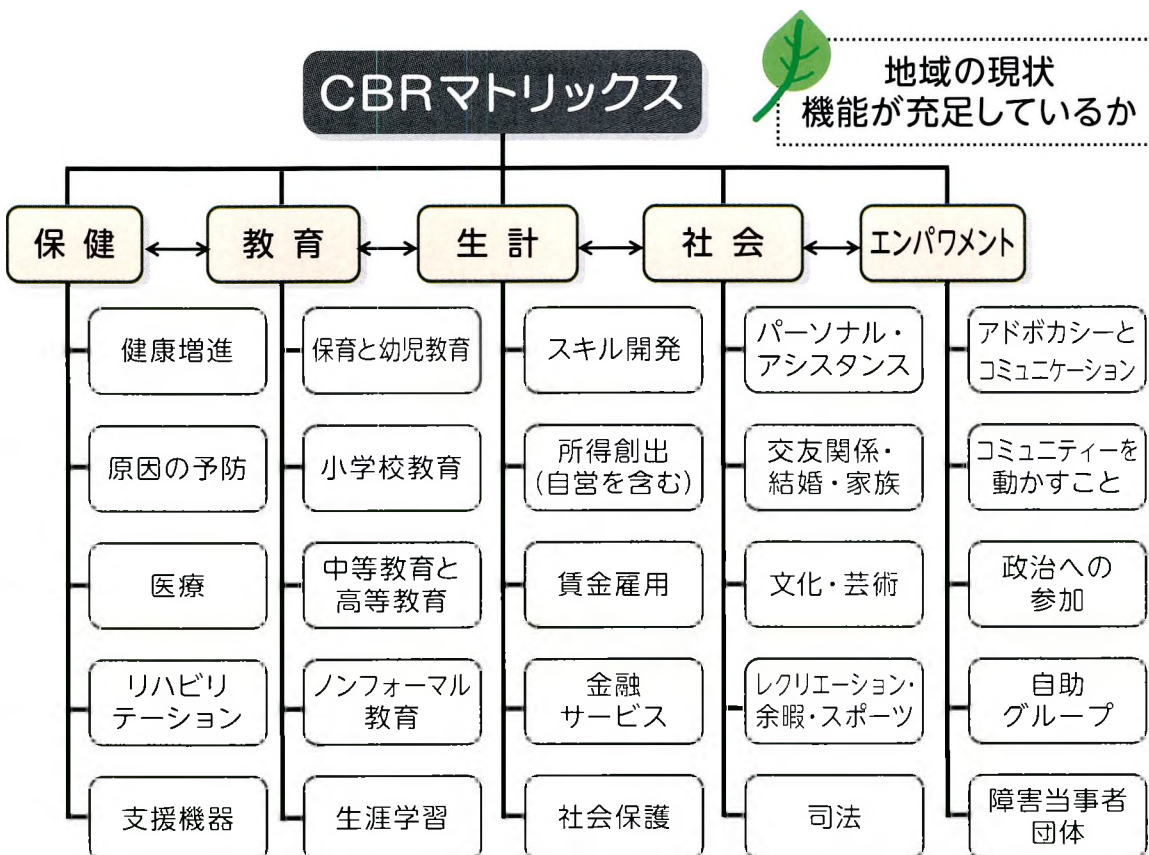 CBRマトリックス
地域の現状
機能が充足しているか
保健
教育
生計
社会
エンパワメント
健康増進
原因の予防
医療
リハビリ
テーション
支援機器
保育と幼児教育
小学校教育
中等教育と
高等教育
ノンフォーマル
教育
生涯学習
スキル開発
所得創出
(自営を含む)
賃金雇用
金融
サービス
社会保護
パーソナル・
アシスタンス
交友関係・
結婚・家族
文化・芸術
レクリエーション・
余暇・スポーツ
司法
アドボカシーと
コミュニケーション
コミュニティーを
動かすこと
政治への
参加
自助
グループ
障害当事者
団体